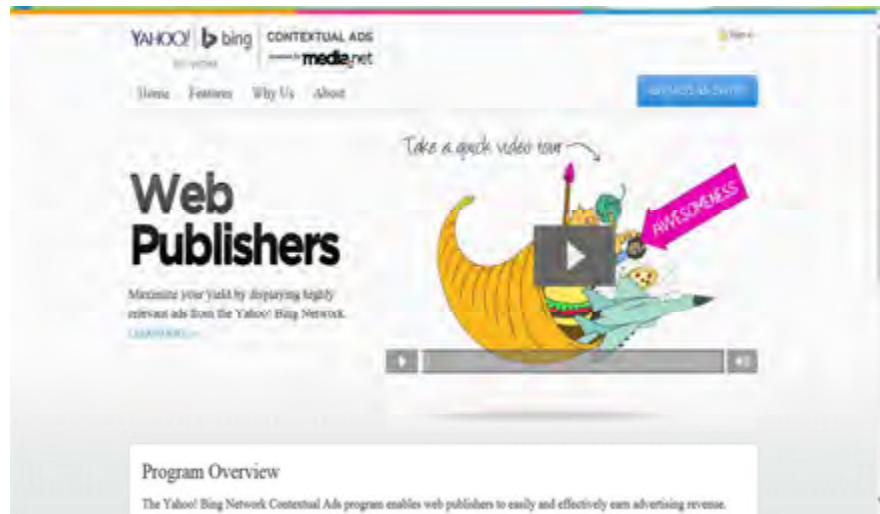 YAHOO! bing CONTEXTUAL ADS
media.net
Home Features Why Us About
Take a quick video tour
AWESOMENESS
Web
Publishers
Maximize your yield by displaying highly
relevant ads from the Yahoo! Bing Network.
Program Overview
The Yahoo! Bing Network Contextual Ads program enables web publishers to easily and effectively earn advertising revenue.